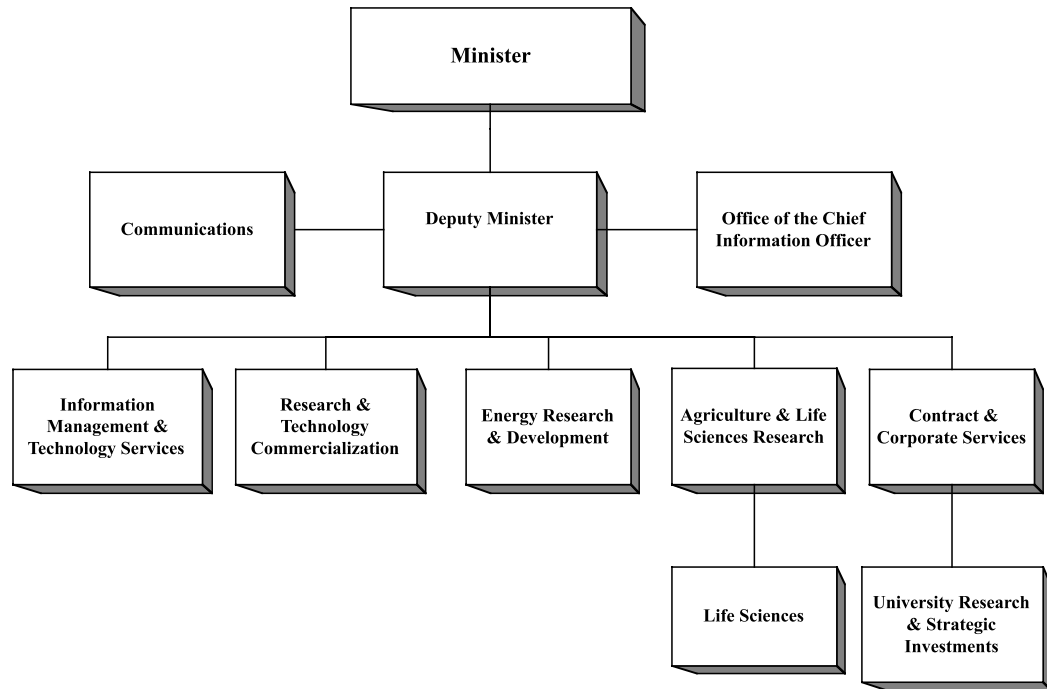 Minister
Communications
Deputy Minister
Office of the Chief
Information Officer
Information
Management &
Technology Services
Research &
Technology
Commercialization
Energy Research
& Development
Agriculture & Life
Sciences Research
Contract &
Corporate Services
Life Sciences
University Research
& Strategic
Investments